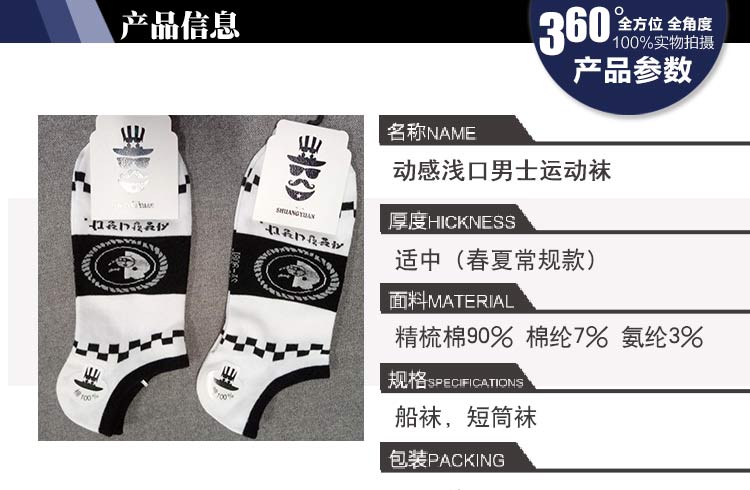 产品信息
360°全方位 全角度
100%实物拍摄
产品参数
SHUANGYUAN
名称NAME
动感浅口男士运动袜
厚度HICKNESS
适中（春夏常规款）
面料MATERIAL
精梳棉90% 棉纶7% 氨纶3%
规格SPECIFICATIONS
船袜，短筒袜
包装PACKING